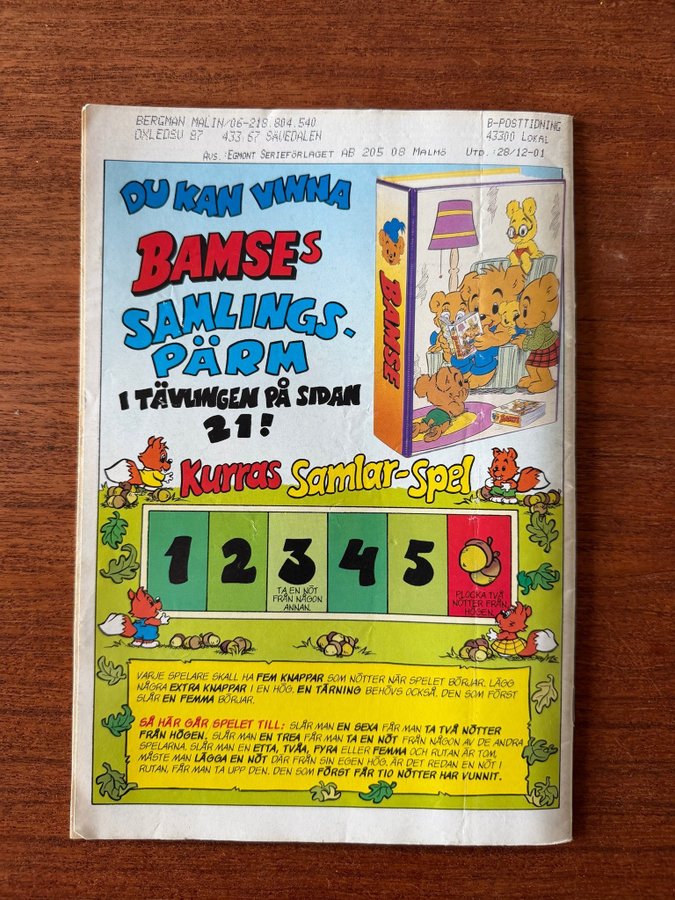 BERGMAN MALIN/06-218.804.540
OXLEDSV 97 433.67 SÄVEDALEN
B-POSTTIDNING
43300 LOKAL
AVS. :EGMONT SERIEFÖRLAGET AB 205 08 MALMÖ UTD. :28/12-01
DU KAN VINNA
BAMSES
SAMLINGS-
PÄRM
I TÄVLINGEN PÅ SIDAN
21!
BAMSE
Kurras Samlar-Spel
1 2 3 4 5
TA EN NÖT
FRÅN NÅGON
ANNAN.
PLOCKA TVÅ
NÖTTER FRÅN
HÖGEN.
VARJE SPELARE SKALL HA FEM KNAPPAR SOM NÖTTER NÄR SPELET BÖRJAR. LÄGG
NÅGRA EXTRA KNAPPAR I EN HÖG. EN TÄRNING BEHÖVS OCKSÅ. DEN SOM FÖRST
SLÅR EN FEMMA BÖRJAR.
SÅ HÄR GÅR SPELET TILL: SLÅR MAN EN SEXA FÅR MAN TA TVÅ NÖTTER
FRÅN HÖGEN. SLÅR MAN EN TREA FÅR MAN TA EN NÖT FRÅN NÅGON AV DE ANDRA
SPELARNA. SLÅR MAN EN ETTA, TVÅA, FYRA ELLER FEMMA OCH RUTAN ÄR TOM,
MÅSTE MAN LÄGGA EN NÖT DÄR FRÅN SIN EGEN HÖG. ÄR DET REDAN EN NÖT I
RUTAN, FÅR MAN TA UPP DEN. DEN SOM FÖRST FÅR TIO NÖTTER HAR VUNNIT.